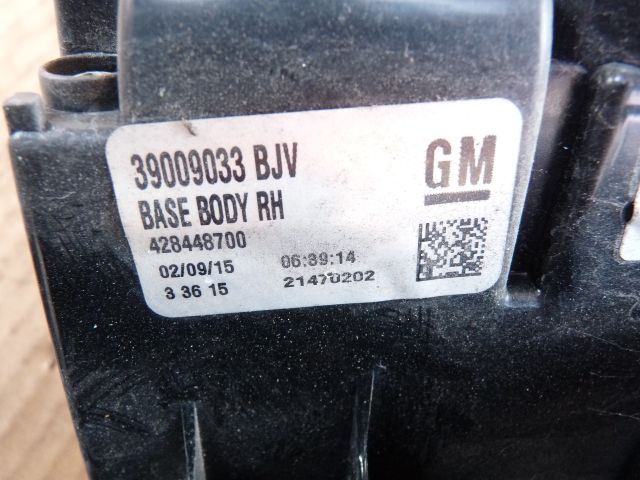 39009033 BJV
GM
BASE BODY RH
428448700
02/09/15 06:39:14
3 36 15 21470202